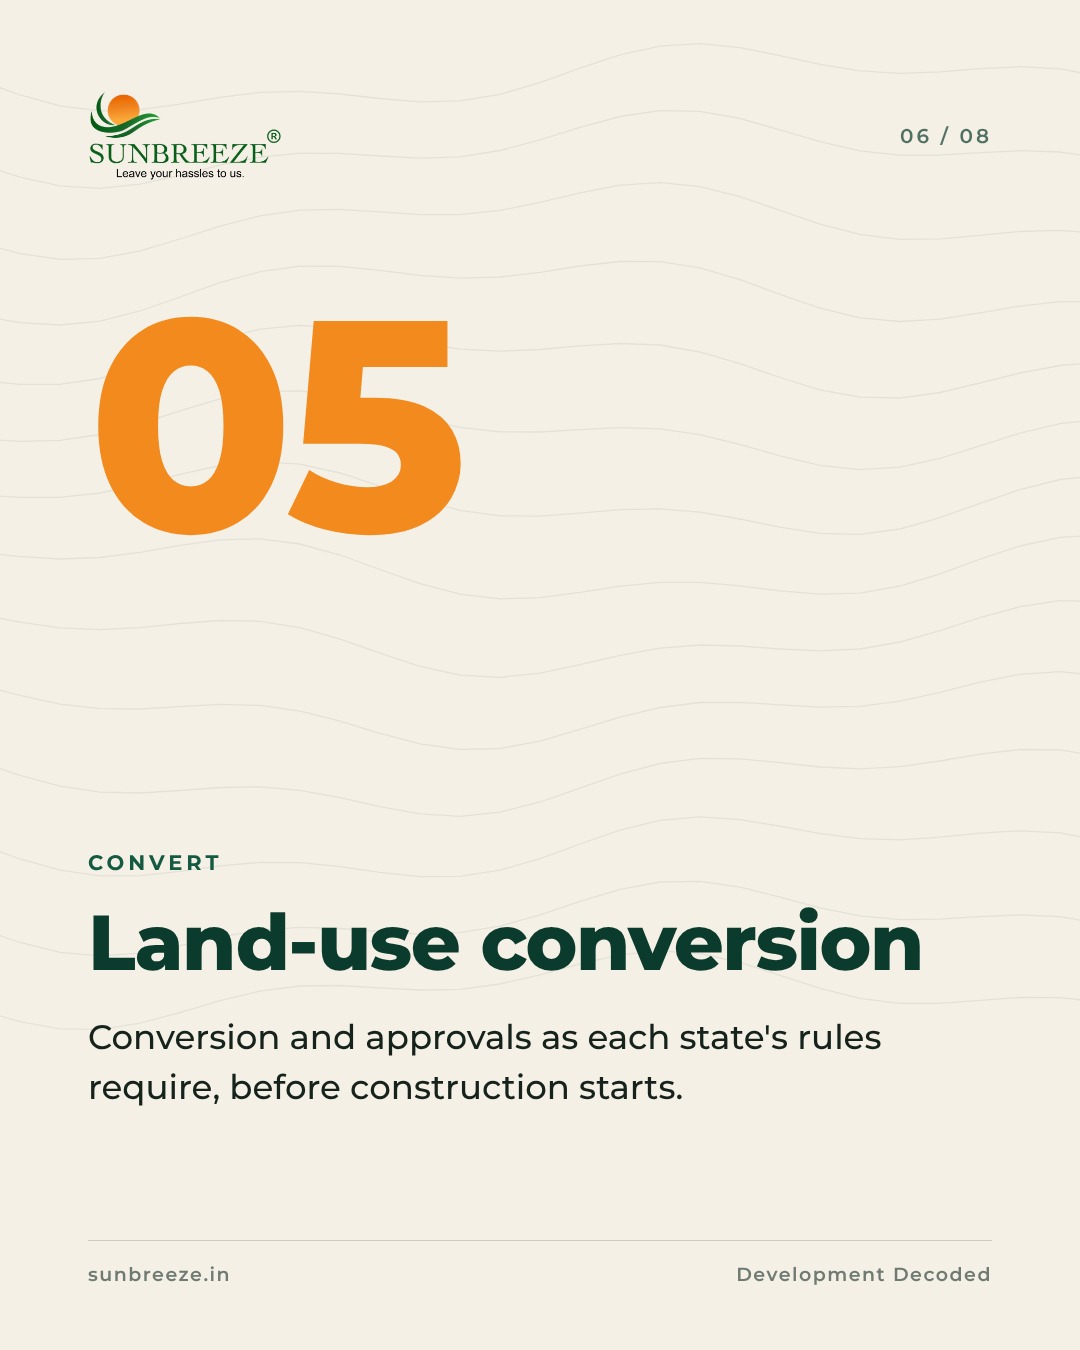 SUNBREEZE®
Leave your hassles to us.
06 / 08
05
CONVERT
Land-use conversion
Conversion and approvals as each state's rules
require, before construction starts.
sunbreeze.in
Development Decoded